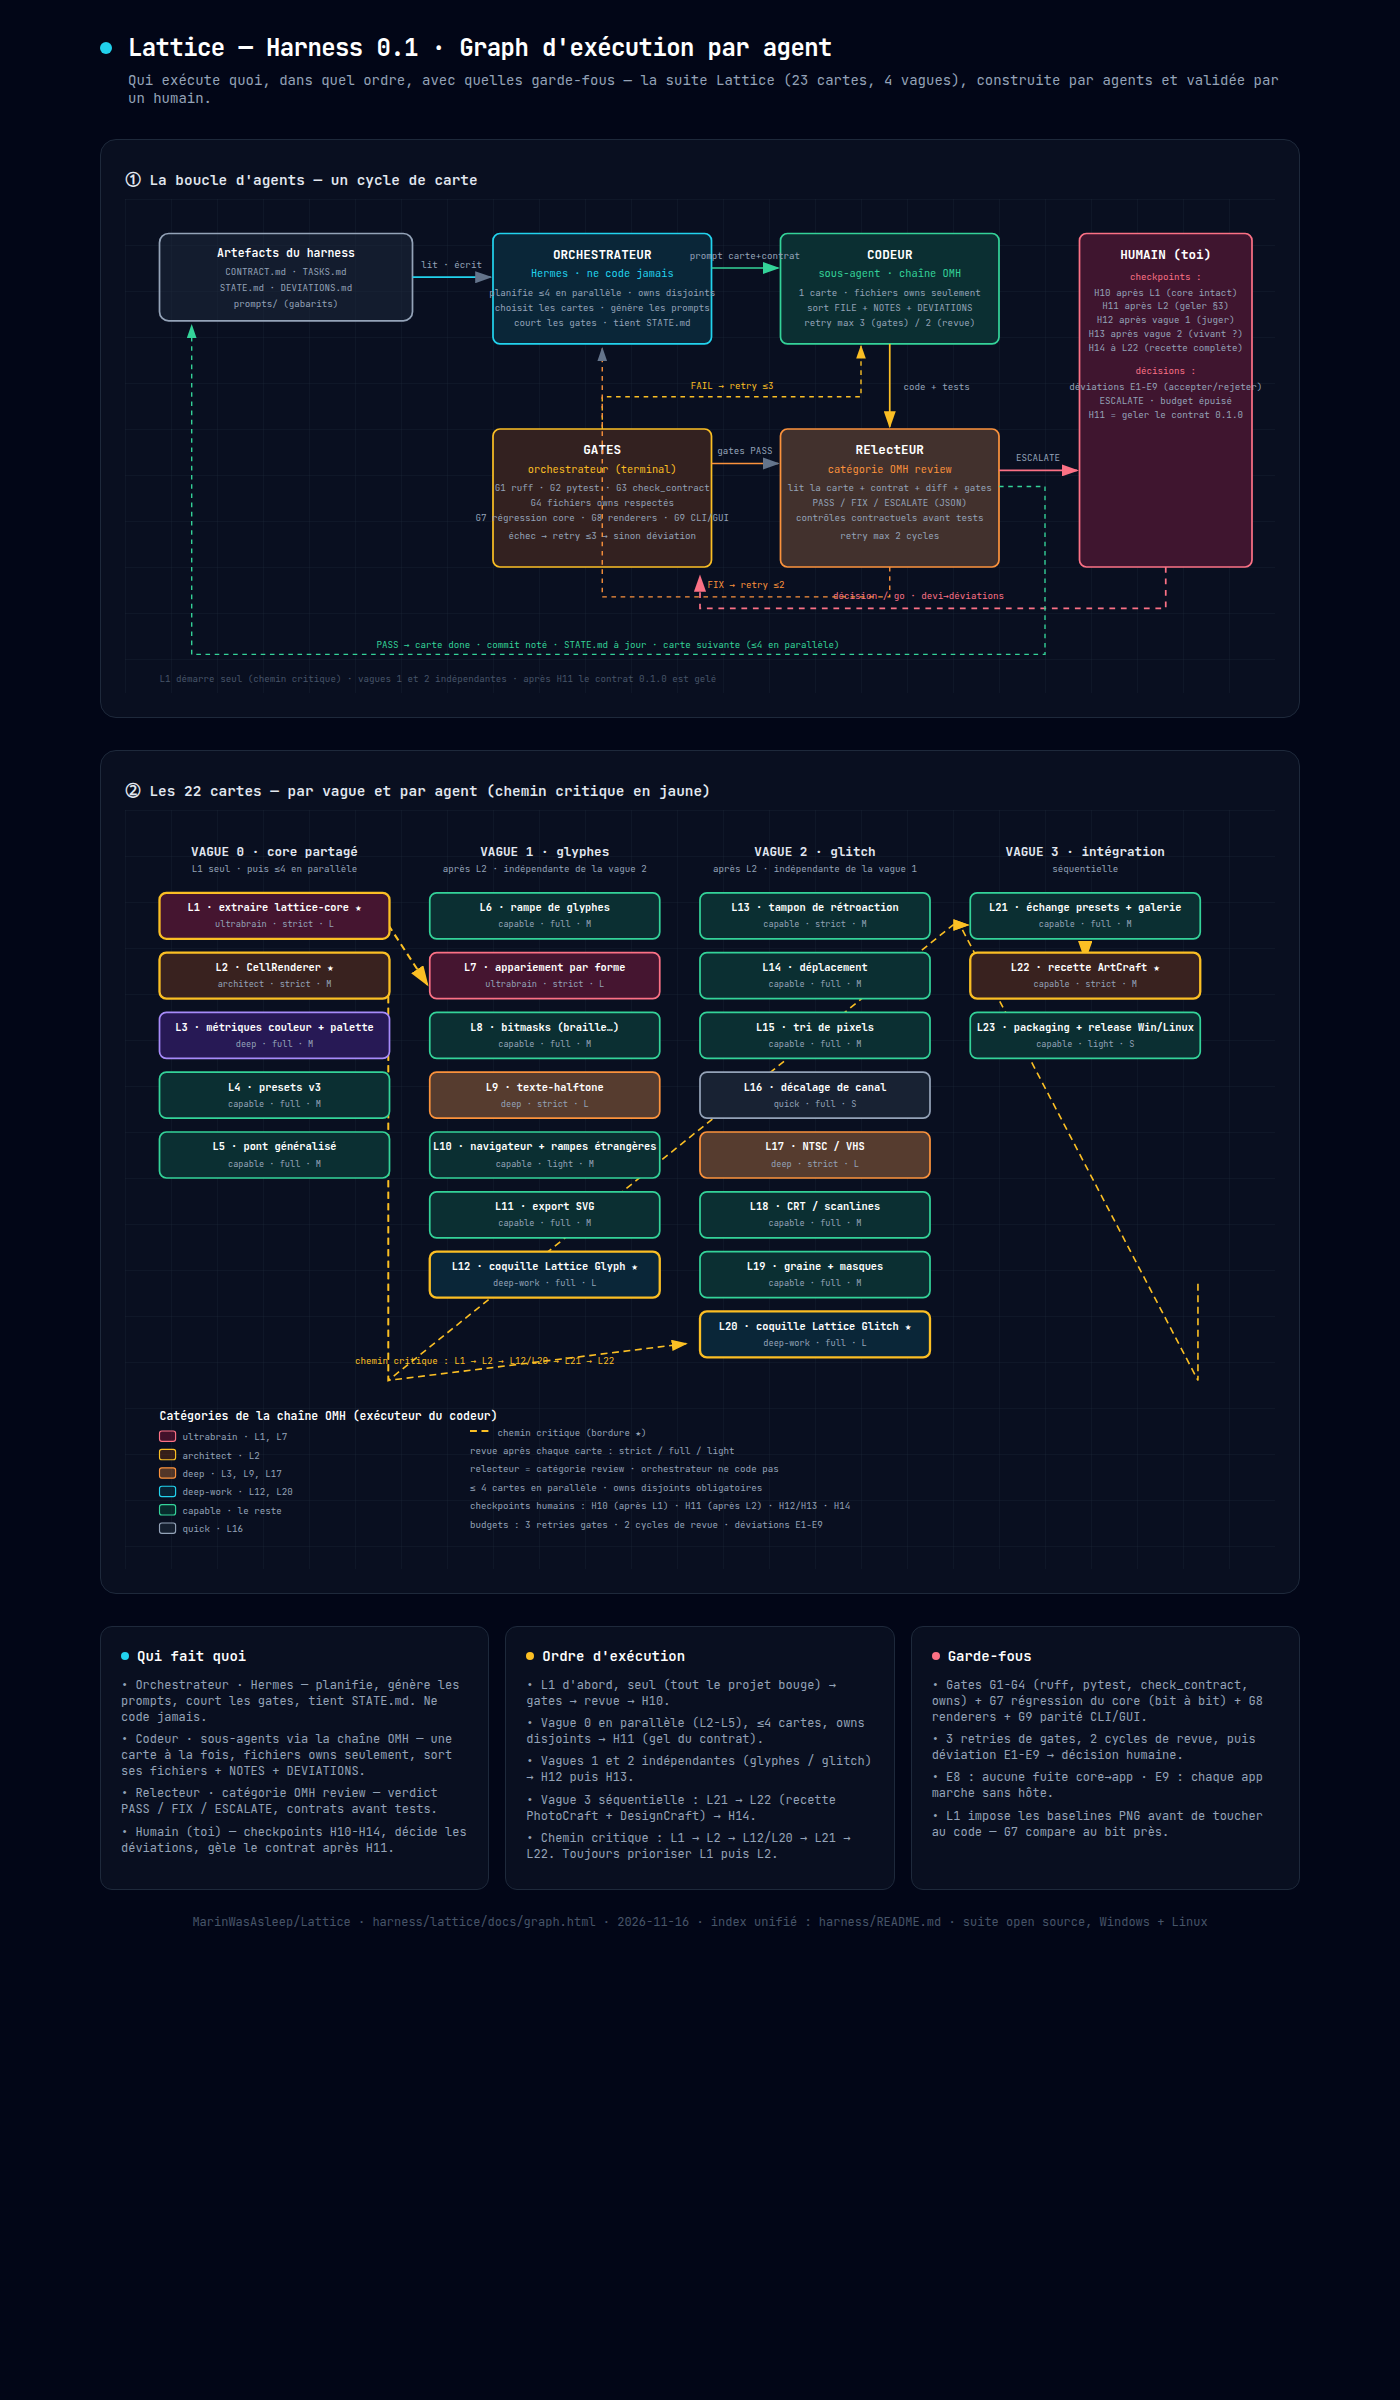 Lattice — Harness 0.1 · Graph d'exécution par agent
Qui exécute quoi, dans quel ordre, avec quelles garde-fous — la suite Lattice (23 cartes, 4 vagues), construite par agents et validée par
un humain.
① La boucle d'agents — un cycle de carte
Artefacts du harness
CONTRACT.md · TASKS.md
STATE.md · DEVIATIONS.md
prompts/ (gabarits)
lit · écrit
ORCHESTRATEUR
Hermes · ne code jamais
planifie ≤4 en parallèle · owns disjoints
choisit les cartes · génère les prompts
court les gates · tient STATE.md
prompt carte+contrat
CODEUR
sous-agent · chaîne OMH
1 carte · fichiers owns seulement
sort FILE + NOTES + DEVIATIONS
retry max 3 (gates) / 2 (revue)
HUMAIN (toi)
checkpoints :
H10 après L1 (core intact)
H11 après L2 (geler §3)
H12 après vague 1 (juger)
H13 après vague 2 (vivant ?)
H14 à L22 (recette complète)
décisions :
déviations E1-E9 (accepter/rejeter)
ESCALATE · budget épuisé
H11 = geler le contrat 0.1.0
FAIL → retry ≤3
code + tests
GATES
orchestrateur (terminal)
G1 ruff · G2 pytest · G3 check_contract
G4 fichiers owns respectés
G7 régression core · G8 renderers · G9 CLI/GUI
échec → retry ≤3 → sinon déviation
gates PASS
RElectEUR
catégorie OMH review
lit la carte + contrat + diff + gates
PASS / FIX / ESCALATE (JSON)
contrôles contractuels avant tests
retry max 2 cycles
ESCALATE
FIX → retry ≤2
décision / go · devi→déviations
PASS → carte done · commit noté · STATE.md à jour · carte suivante (≤4 en parallèle)
L1 démarre seul (chemin critique) · vagues 1 et 2 indépendantes · après H11 le contrat 0.1.0 est gelé
② Les 22 cartes — par vague et par agent (chemin critique en jaune)
VAGUE 0 · core partagé
L1 seul · puis ≤4 en parallèle
L1 · extraire lattice-core ★
ultrabrain · strict · L
L2 · CellRenderer ★
architect · strict · M
L3 · métriques couleur + palette
deep · full · M
L4 · presets v3
capable · full · M
L5 · pont généralisé
capable · full · M
VAGUE 1 · glyphes
après L2 · indépendante de la vague 2
L6 · rampe de glyphes
capable · full · M
L7 · appariement par forme
ultrabrain · strict · L
L8 · bitmasks (braille…)
capable · full · M
L9 · texte-halftone
deep · strict · L
L10 · navigateur + rampes étrangères
capable · light · M
L11 · export SVG
capable · full · M
L12 · coquille Lattice Glyph ★
deep-work · full · L
VAGUE 2 · glitch
après L2 · indépendante de la vague 1
L13 · tampon de rétroaction
capable · strict · M
L14 · déplacement
capable · full · M
L15 · tri de pixels
capable · full · M
L16 · décalage de canal
quick · full · S
L17 · NTSC / VHS
deep · strict · L
L18 · CRT / scanlines
capable · full · M
L19 · graine + masques
capable · full · M
L20 · coquille Lattice Glitch ★
deep-work · full · L
VAGUE 3 · intégration
séquentielle
L21 · échange presets + galerie
capable · full · M
L22 · recette ArtCraft ★
capable · strict · M
L23 · packaging + release Win/Linux
capable · light · S
chemin critique : L1 → L2 → L12/L20 → L21 → L22
Catégories de la chaîne OMH (exécuteur du codeur)
ultrabrain · L1, L7
architect · L2
deep · L3, L9, L17
deep-work · L12, L20
capable · le reste
quick · L16
chemin critique (bordure ★)
revue après chaque carte : strict / full / light
relecteur = catégorie review · orchestrateur ne code pas
≤ 4 cartes en parallèle · owns disjoints obligatoires
checkpoints humains : H10 (après L1) · H11 (après L2) · H12/H13 · H14
budgets : 3 retries gates · 2 cycles de revue · déviations E1-E9
Qui fait quoi
• Orchestrateur · Hermes — planifie, génère les
prompts, court les gates, tient STATE.md. Ne
code jamais.
• Codeur · sous-agents via la chaîne OMH — une
carte à la fois, fichiers owns seulement, sort
ses fichiers + NOTES + DEVIATIONS.
• Relecteur · catégorie OMH review — verdict
PASS / FIX / ESCALATE, contrats avant tests.
• Humain (toi) — checkpoints H10-H14, décide les
déviations, gèle le contrat après H11.
Ordre d'exécution
• L1 d'abord, seul (tout le projet bouge) →
gates → revue → H10.
• Vague 0 en parallèle (L2-L5), ≤4 cartes, owns
disjoints → H11 (gel du contrat).
• Vagues 1 et 2 indépendantes (glyphes / glitch)
→ H12 puis H13.
• Vague 3 séquentielle : L21 → L22 (recette
PhotoCraft + DesignCraft) → H14.
• Chemin critique : L1 → L2 → L12/L20 → L21 →
L22. Toujours prioriser L1 puis L2.
Garde-fous
• Gates G1-G4 (ruff, pytest, check_contract,
owns) + G7 régression du core (bit à bit) + G8
renderers + G9 parité CLI/GUI.
• 3 retries de gates, 2 cycles de revue, puis
déviation E1-E9 → décision humaine.
• E8 : aucune fuite core→app · E9 : chaque app
marche sans hôte.
• L1 impose les baselines PNG avant de toucher
au code — G7 compare au bit près.
MarinWasAsleep/Lattice · harness/lattice/docs/graph.html · 2026-11-16 · index unifié : harness/README.md · suite open source, Windows + Linux